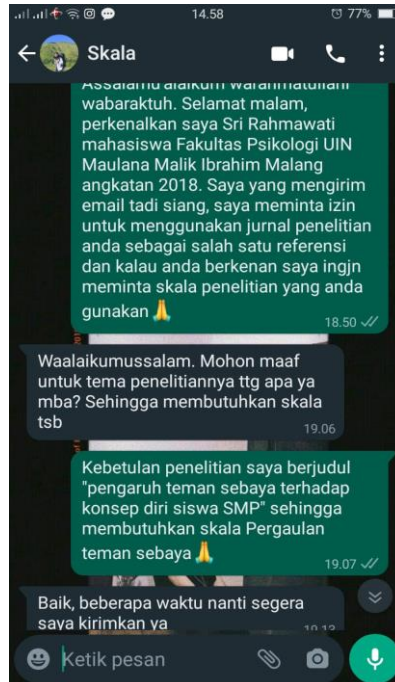 14.58
77%
Skala
Assalamu'alaikum warahmatullahi
wabaraktuh. Selamat malam,
perkenalkan saya Sri Rahmawati
mahasiswa Fakultas Psikologi UIN
Maulana Malik Ibrahim Malang
angkatan 2018. Saya yang mengirim
email tadi siang, saya meminta izin
untuk menggunakan jurnal penelitian
anda sebagai salah satu referensi
dan kalau anda berkenan saya ingjn
meminta skala penelitian yang anda
gunakan 🙏
18.50
Waalaikumussalam. Mohon maaf
untuk tema penelitiannya ttg apa ya
mba? Sehingga membutuhkan skala
tsb
19.06
Kebetulan penelitian saya berjudul
"pengaruh teman sebaya terhadap
konsep diri siswa SMP" sehingga
membutuhkan skala Pergaulan
teman sebaya 🙏
19.07
Baik, beberapa waktu nanti segera
saya kirimkan ya
Ketik pesan